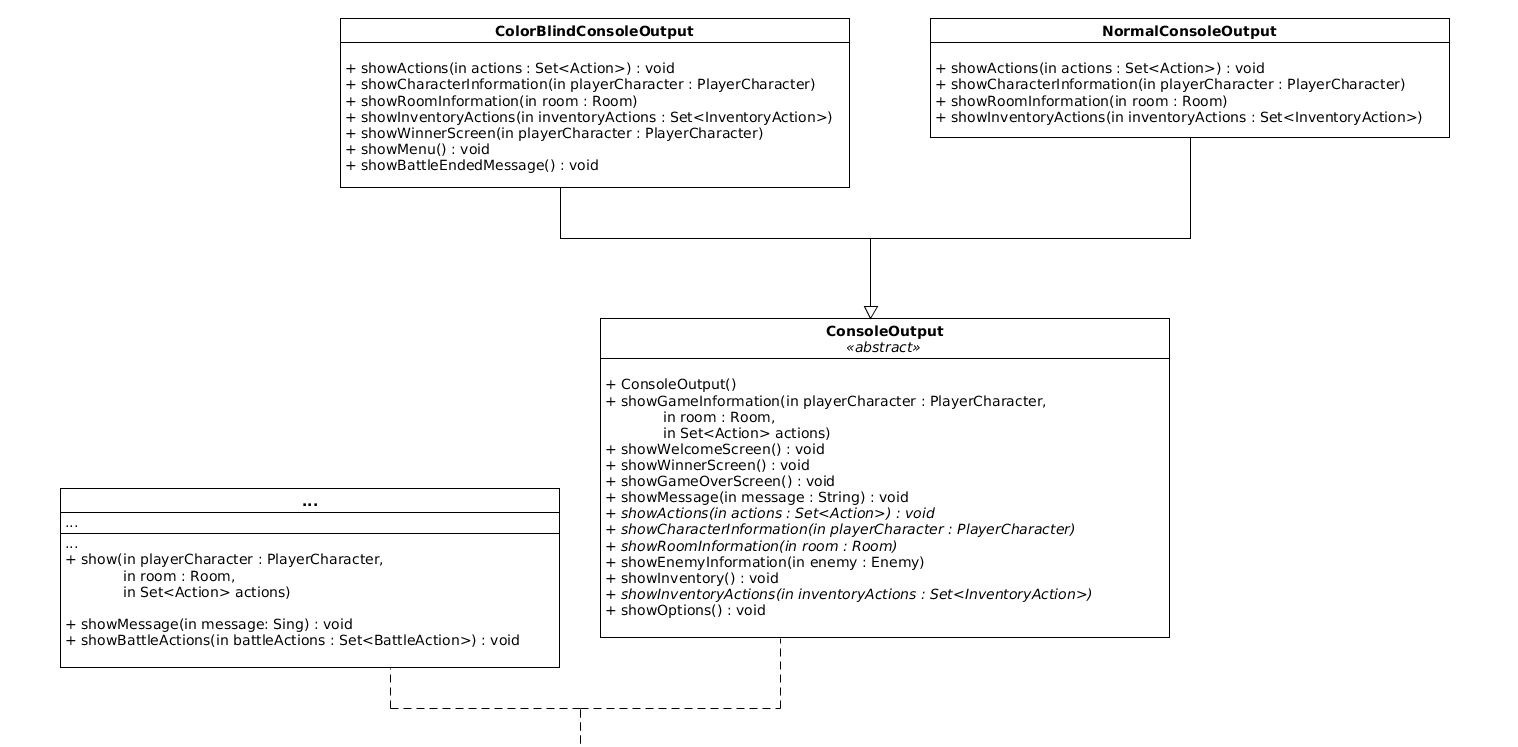 ColorBlindConsoleOutput
+ showActions(in actions : Set<Action>) : void
+ showCharacterInformation(in playerCharacter : PlayerCharacter)
+ showRoomInformation(in room : Room)
+ showInventoryActions(in inventoryActions : Set<InventoryAction>)
+ showWinnerScreen(in playerCharacter : PlayerCharacter)
+ showMenu() : void
+ showBattleEndedMessage() : void
NormalConsoleOutput
+ showActions(in actions : Set<Action>) : void
+ showCharacterInformation(in playerCharacter : PlayerCharacter)
+ showRoomInformation(in room : Room)
+ showInventoryActions(in inventoryActions : Set<InventoryAction>)
ConsoleOutput
«abstract»
+ ConsoleOutput()
+ showGameInformation(in playerCharacter : PlayerCharacter,
in room : Room,
in Set<Action> actions)
+ showWelcomeScreen() : void
+ showWinnerScreen() : void
+ showGameOverScreen() : void
+ showMessage(in message : String) : void
+ showActions(in actions : Set<Action>) : void
+ showCharacterInformation(in playerCharacter : PlayerCharacter)
+ showRoomInformation(in room : Room)
+ showEnemyInformation(in enemy : Enemy)
+ showInventory() : void
+ showInventoryActions(in inventoryActions : Set<InventoryAction>)
+ showOptions() : void
...
...
...
+ show(in playerCharacter : PlayerCharacter,
in room : Room,
in Set<Action> actions)
+ showMessage(in message: Sing) : void
+ showBattleActions(in battleActions : Set<BattleAction>) : void